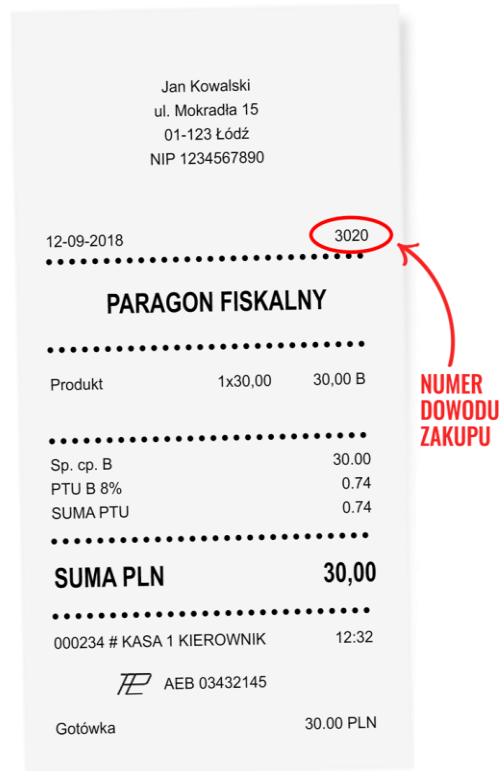 Jan Kowalski
ul. Mokradła 15
01-123 Łódź
NIP 1234567890
12-09-2018 3020
PARAGON FISKALNY
Produkt 1x30,00 30,00 B
Sp. cp. B 30.00
PTU B 8% 0.74
SUMA PTU 0.74
SUMA PLN 30,00
000234 # KASA 1 KIEROWNIK 12:32
AEB 03432145
Gotówka 30.00 PLN
NUMER
DOWODU
ZAKUPU